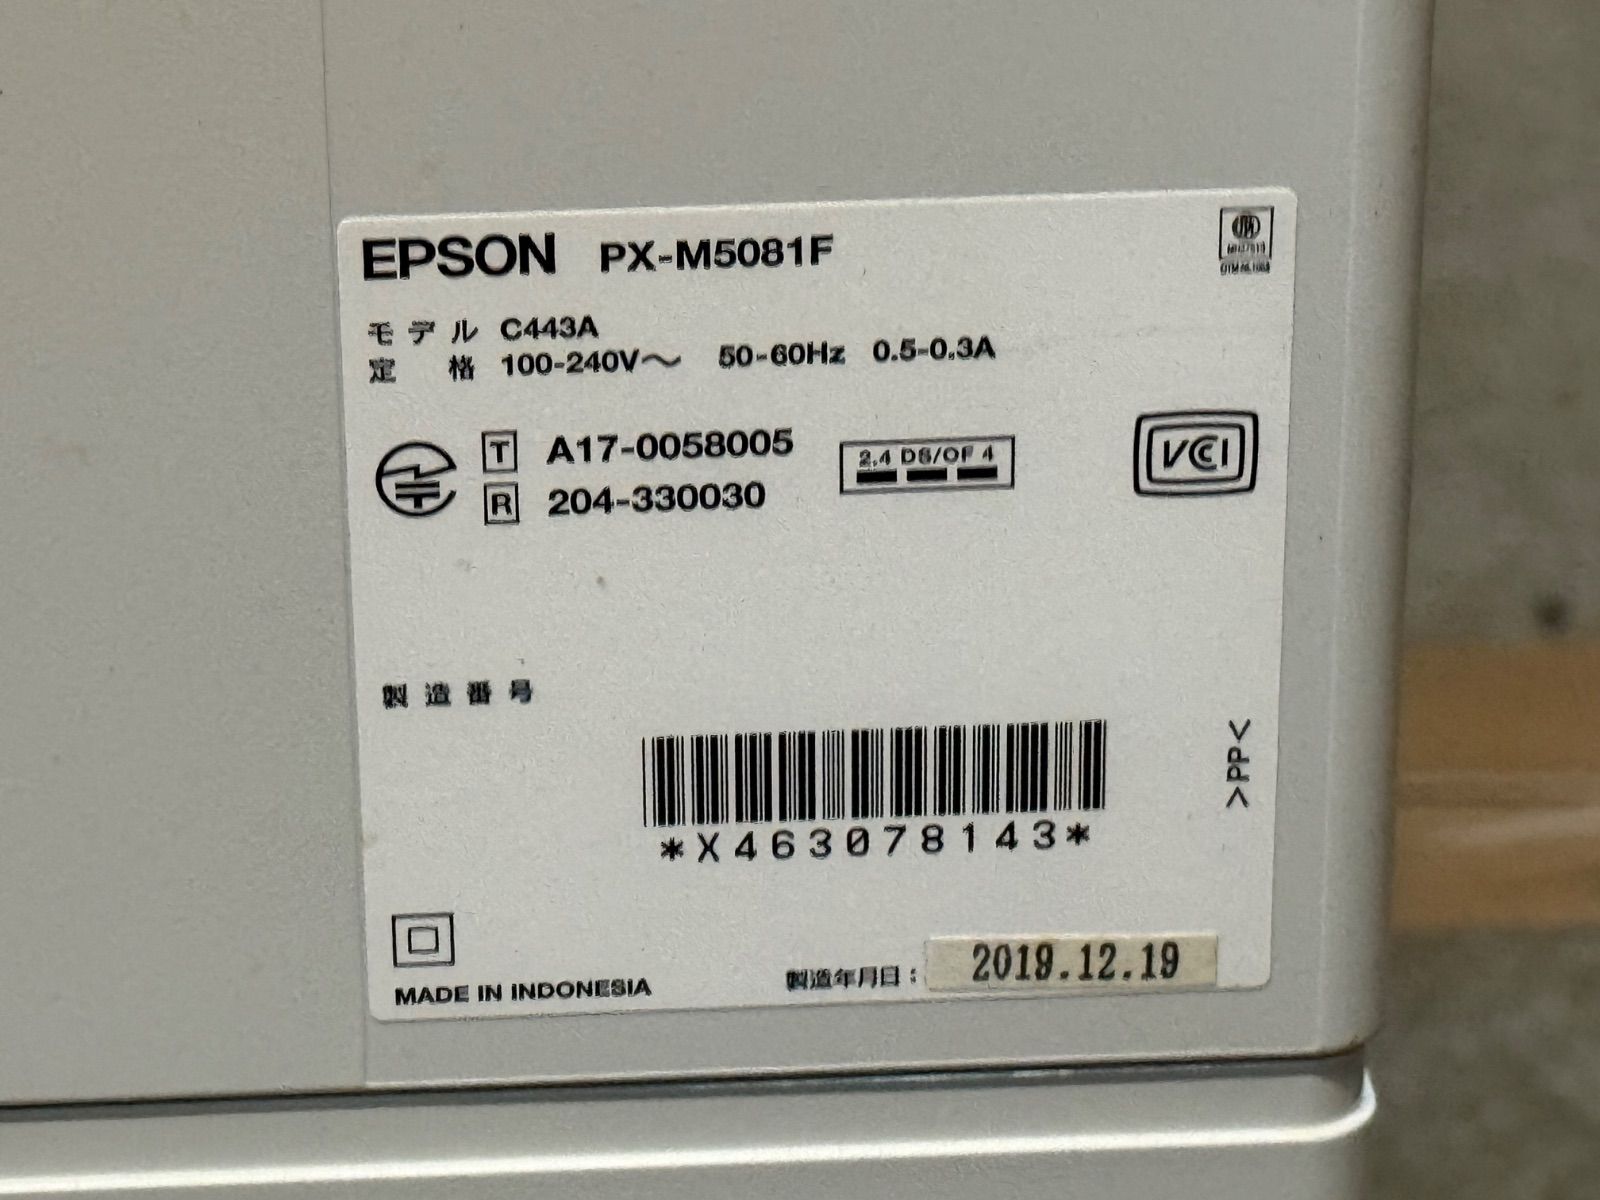 EPSON PX-M5081F
モデル C443A
定格 100-240V～ 50-60Hz 0.5-0.3A
T A17-0058005
R 204-330030
2.4 DS/OF 4
VCCI
製造番号
*X463078143*
>PP<
MADE IN INDONESIA
製造年月日：2019.12.19